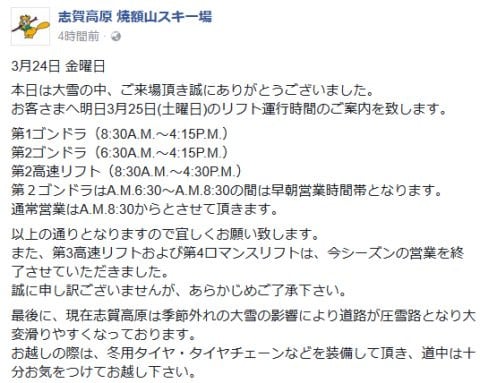 志賀高原 焼額山スキー場
4時間前 ·
3月24日 金曜日
本日は大雪の中、ご来場頂き誠にありがとうございました。
お客さまへ明日3月25日(土曜日)のリフト運行時間のご案内を致します。
第1ゴンドラ（8:30A.M.～4:15P.M.）
第2ゴンドラ（6:30A.M.～4:15P.M.）
第2高速リフト（8:30A.M.～4:30P.M.）
第２ゴンドラはA.M.6:30～A.M.8:30の間は早朝営業時間帯となります。
通常営業はA.M.8:30からとさせて頂きます。
以上の通りとなりますので宜しくお願い致します。
また、第3高速リフトおよび第4ロマンスリフトは、今シーズンの営業を終
了させていただきました。
誠に申し訳ございませんが、あらかじめご了承下さい。
最後に、現在志賀高原は季節外れの大雪の影響により道路が圧雪路となり大
変滑りやすくなっております。
お越しの際は、冬用タイヤ・タイヤチェーンなどを装備して頂き、道中は十
分お気をつけてお越し下さい。